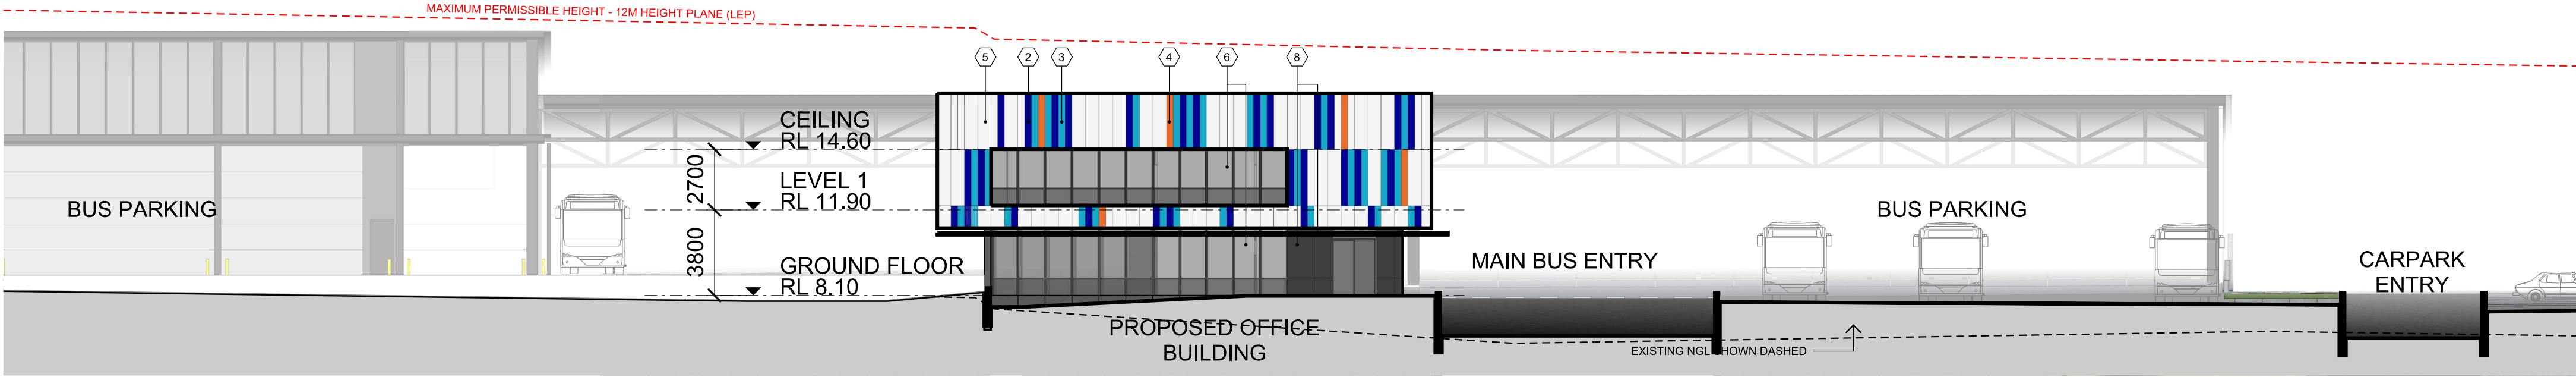 MAXIMUM PERMISSIBLE HEIGHT - 12M HEIGHT PLANE (LEP)
5
2
3
4
6
8
CEILING
RL 14.60
2700
LEVEL 1
RL 11.90
3800
GROUND FLOOR
RL 8.10
BUS PARKING
PROPOSED OFFICE
BUILDING
MAIN BUS ENTRY
BUS PARKING
EXISTING NGL SHOWN DASHED
CARPARK
ENTRY